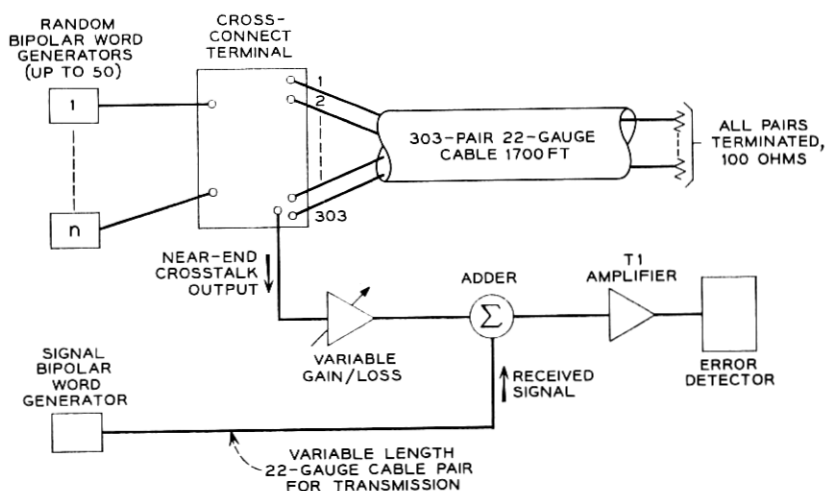 RANDOM
BIPOLAR WORD
GENERATORS
(UP TO 50)
1
n
CROSS-
CONNECT
TERMINAL
1
2
303
303-PAIR 22-GAUGE
CABLE 1700 FT
ALL PAIRS
TERMINATED,
100 OHMS
NEAR-END
CROSSTALK
OUTPUT
VARIABLE
GAIN/LOSS
ADDER
Σ
T1
AMPLIFIER
ERROR
DETECTOR
RECEIVED
SIGNAL
SIGNAL
BIPOLAR
WORD
GENERATOR
VARIABLE LENGTH
22-GAUGE CABLE PAIR
FOR TRANSMISSION